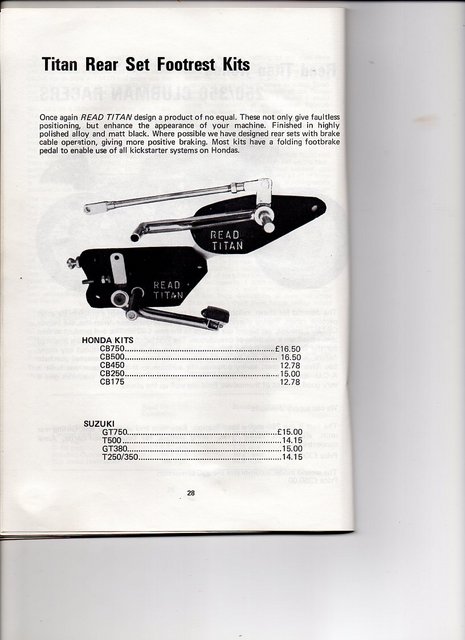 Titan Rear Set Footrest Kits
Once again READ TITAN design a product of no equal. These not only give faultless
positioning, but enhance the appearance of your machine. Finished in highly
polished alloy and matt black. Where possible we have designed rear sets with brake
cable operation, giving more positive braking. Most kits have a folding footbrake
pedal to enable use of all kickstarter systems on Hondas.
READ
TITAN
READ
TITAN
HONDA KITS
CB750......................................................£16.50
CB500...................................................... 16.50
CB450 12.78
CB250...................................................... 15.00
CB175 12.78
SUZUKI
GT750......................................................£15.00
T500...................................................... 14.15
GT380...................................................... 15.00
T250/350.................................................. 14.15
28